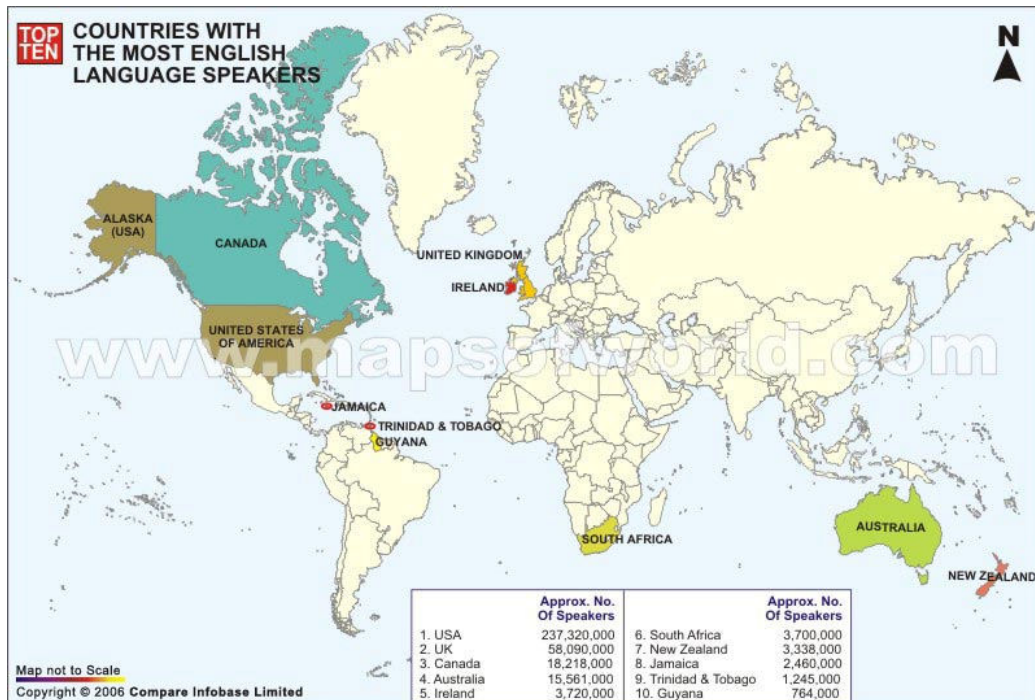 TOP
TEN
COUNTRIES WITH
THE MOST ENGLISH
LANGUAGE SPEAKERS
N
ALASKA
(USA)
CANADA
UNITED KINGDOM
IRELAND
UNITED STATES
OF AMERICA
www.mapsofworld.com
JAMAICA
TRINIDAD & TOBAGO
GUYANA
AUSTRALIA
SOUTH AFRICA
NEW ZEALAND
Approx. No.
Of Speakers
1. USA 237,320,000
2. UK 58,090,000
3. Canada 18,218,000
4. Australia 15,561,000
5. Ireland 3,720,000
Approx. No.
Of Speakers
6. South Africa 3,700,000
7. New Zealand 3,338,000
8. Jamaica 2,460,000
9. Trinidad & Tobago 1,245,000
10. Guyana 764,000
Map not to Scale
Copyright © 2006 Compare Infobase Limited